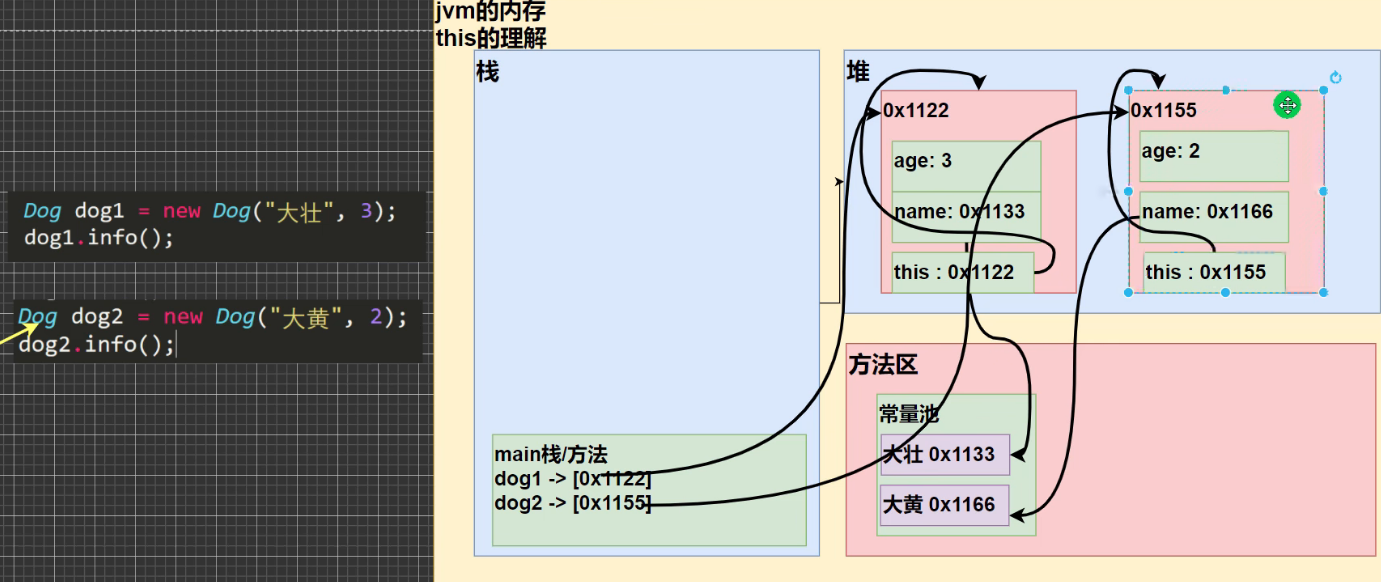 jvm的内存
this的理解
Dog dog1 = new Dog("大壮", 3);
dog1.info();
Dog dog2 = new Dog("大黄", 2);
dog2.info();
栈
main栈/方法
dog1 -> [0x1122]
dog2 -> [0x1155]
堆
0x1122
age: 3
name: 0x1133
this : 0x1122
0x1155
age: 2
name: 0x1166
this : 0x1155
方法区
常量池
大壮 0x1133
大黄 0x1166